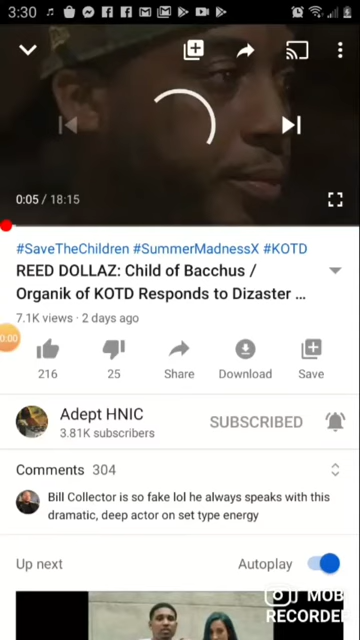 3:30
0:05 / 18:15
#SaveTheChildren #SummerMadnessX #KOTD
REED DOLLAZ: Child of Bacchus /
Organik of KOTD Responds to Dizaster ...
7.1K views · 2 days ago
:00
216
25
Share
Download
Save
Adept HNIC
3.81K subscribers
SUBSCRIBED
Comments 304
Bill Collector is so fake lol he always speaks with this
dramatic, deep actor on set type energy
Up next
Autoplay
MOB
RECORDER